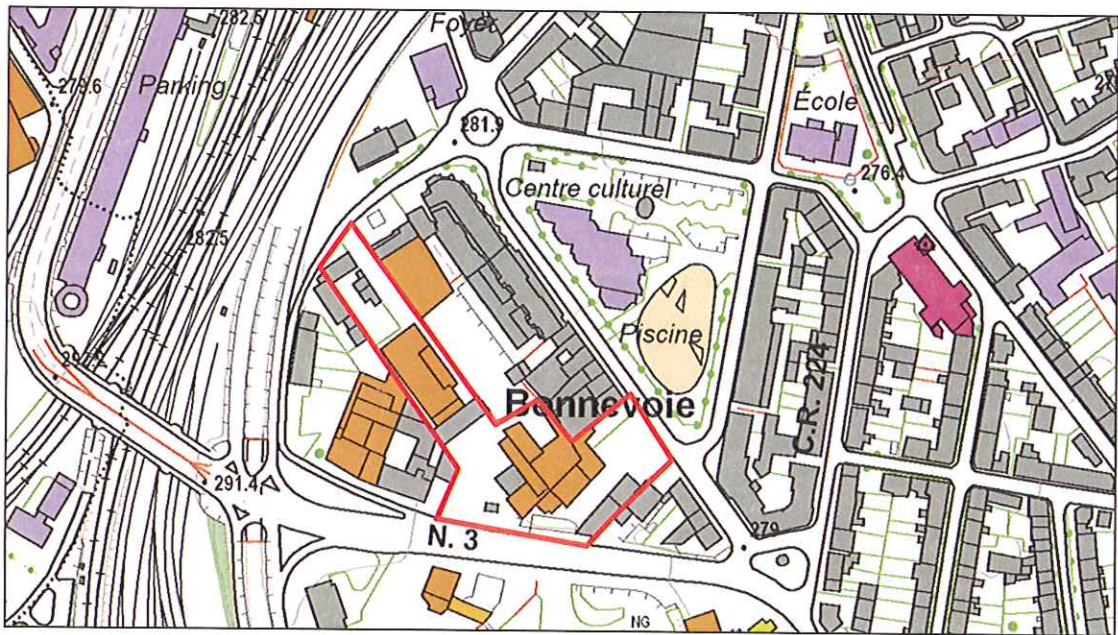 282.5
Foyer
279.6
Parking
281.9
École
276.4
Centre culturel
282.5
Piscine
Bonnevoie
C.R. 224
291.4
N. 3
279
NG